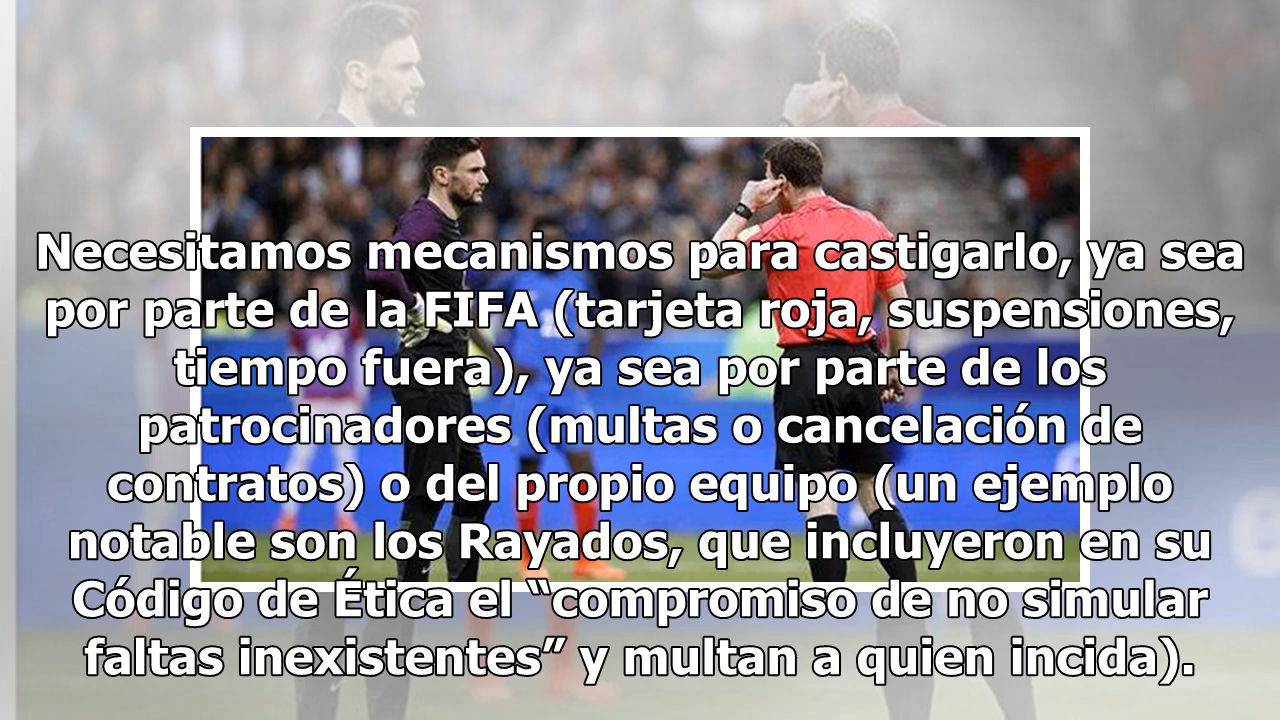 Necesitamos mecanismos para castigarlo, ya sea
por parte de la FIFA (tarjeta roja, suspensiones,
tiempo fuera), ya sea por parte de los
patrocinadores (multas o cancelación de
contratos) o del propio equipo (un ejemplo
notable son los Rayados, que incluyeron en su
Código de Ética el “compromiso de no simular
faltas inexistentes” y multan a quien incida).